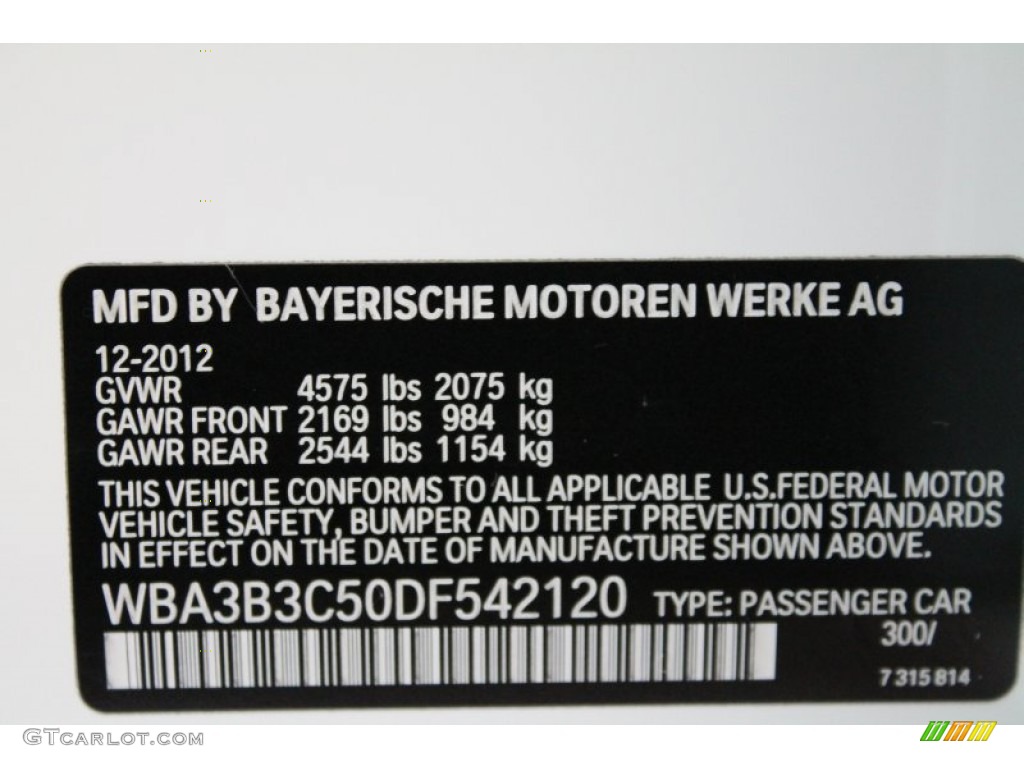 MFD BY BAYERISCHE MOTOREN WERKE AG
12-2012
GVWR 4575 lbs 2075 kg
GAWR FRONT 2169 lbs 984 kg
GAWR REAR 2544 lbs 1154 kg
THIS VEHICLE CONFORMS TO ALL APPLICABLE U.S.FEDERAL MOTOR
VEHICLE SAFETY, BUMPER AND THEFT PREVENTION STANDARDS
IN EFFECT ON THE DATE OF MANUFACTURE SHOWN ABOVE.
WBA3B3C50DF542120 TYPE: PASSENGER CAR
300/
7 315 814
GTCARLOT.COM